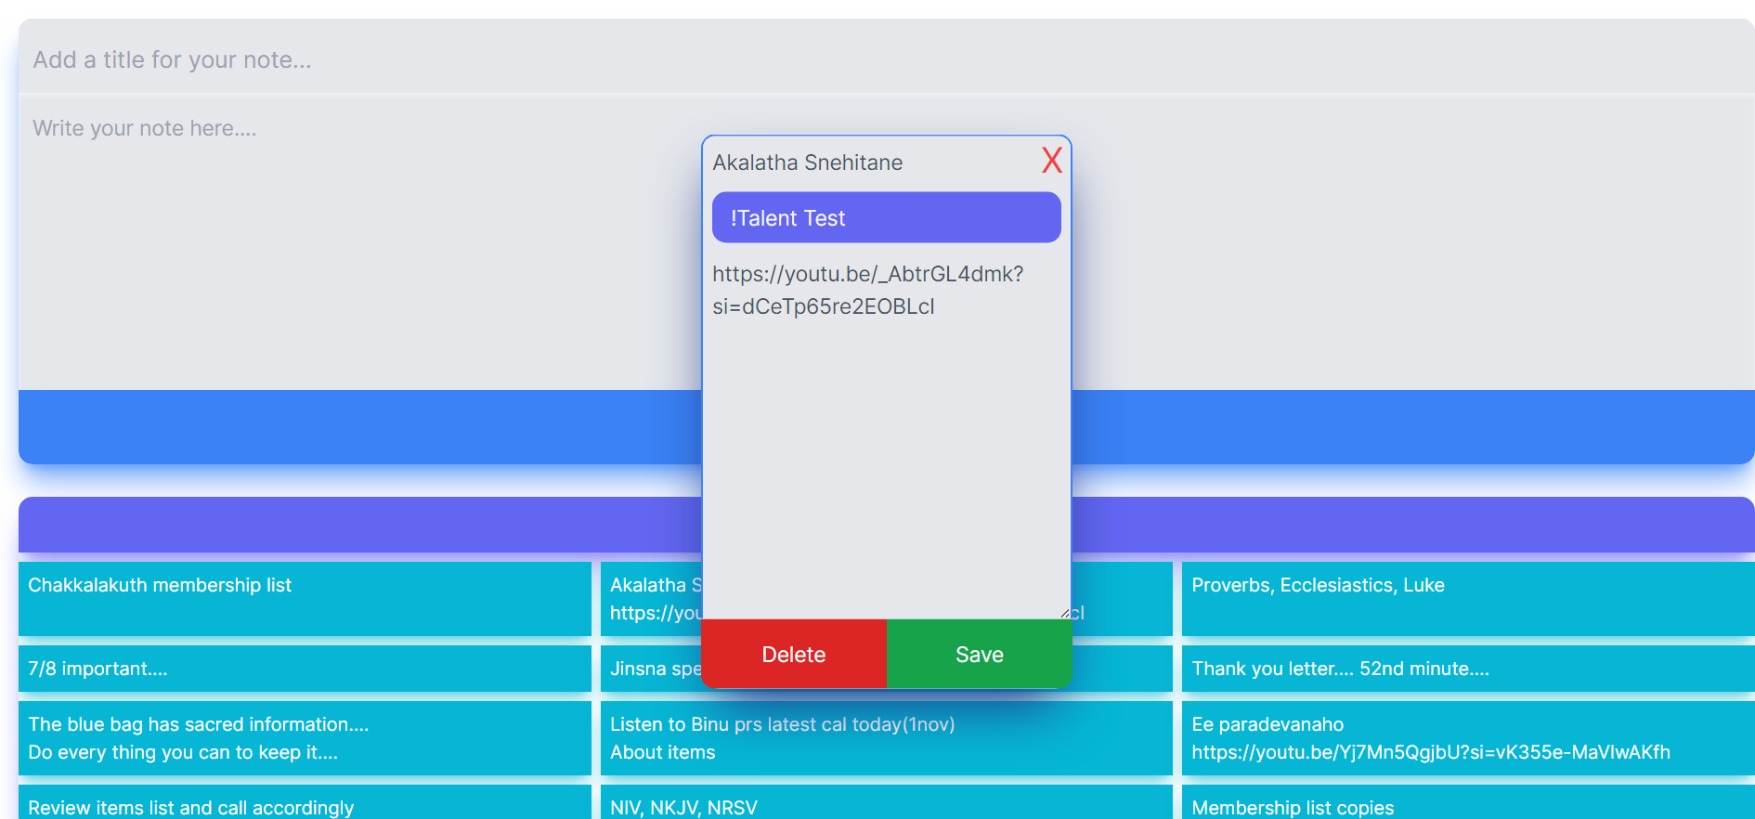 Add a title for your note...
Write your note here....
Akalatha Snehitane
X
!Talent Test
https://youtu.be/_AbtrGL4dmk?
si=dCeTp65re2EOBLcl
Delete
Save
Chakkalakuth membership list
Akalatha S
https://you
cl
Proverbs, Ecclesiastics, Luke
7/8 important....
Jinsna spe
Thank you letter.... 52nd minute....
The blue bag has sacred information....
Do every thing you can to keep it....
Listen to Binu prs latest cal today(1nov)
About items
Ee paradevanaho
https://youtu.be/Yj7Mn5QgjbU?si=vK355e-MaVIwAKfh
Review items list and call accordingly
NIV, NKJV, NRSV
Membership list copies